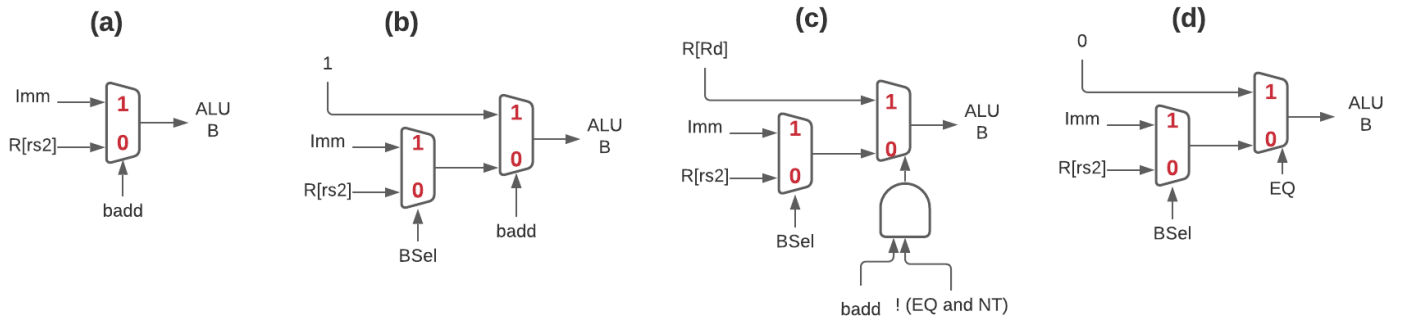 (a)
Imm
1
R[rs2]
0
ALU
B
badd
(b)
1
Imm
1
R[rs2]
0
BSel
1
0
badd
ALU
B
(c)
R[Rd]
Imm
1
R[rs2]
0
BSel
1
0
ALU
B
badd
! (EQ and NT)
(d)
0
Imm
1
R[rs2]
0
BSel
1
0
EQ
ALU
B